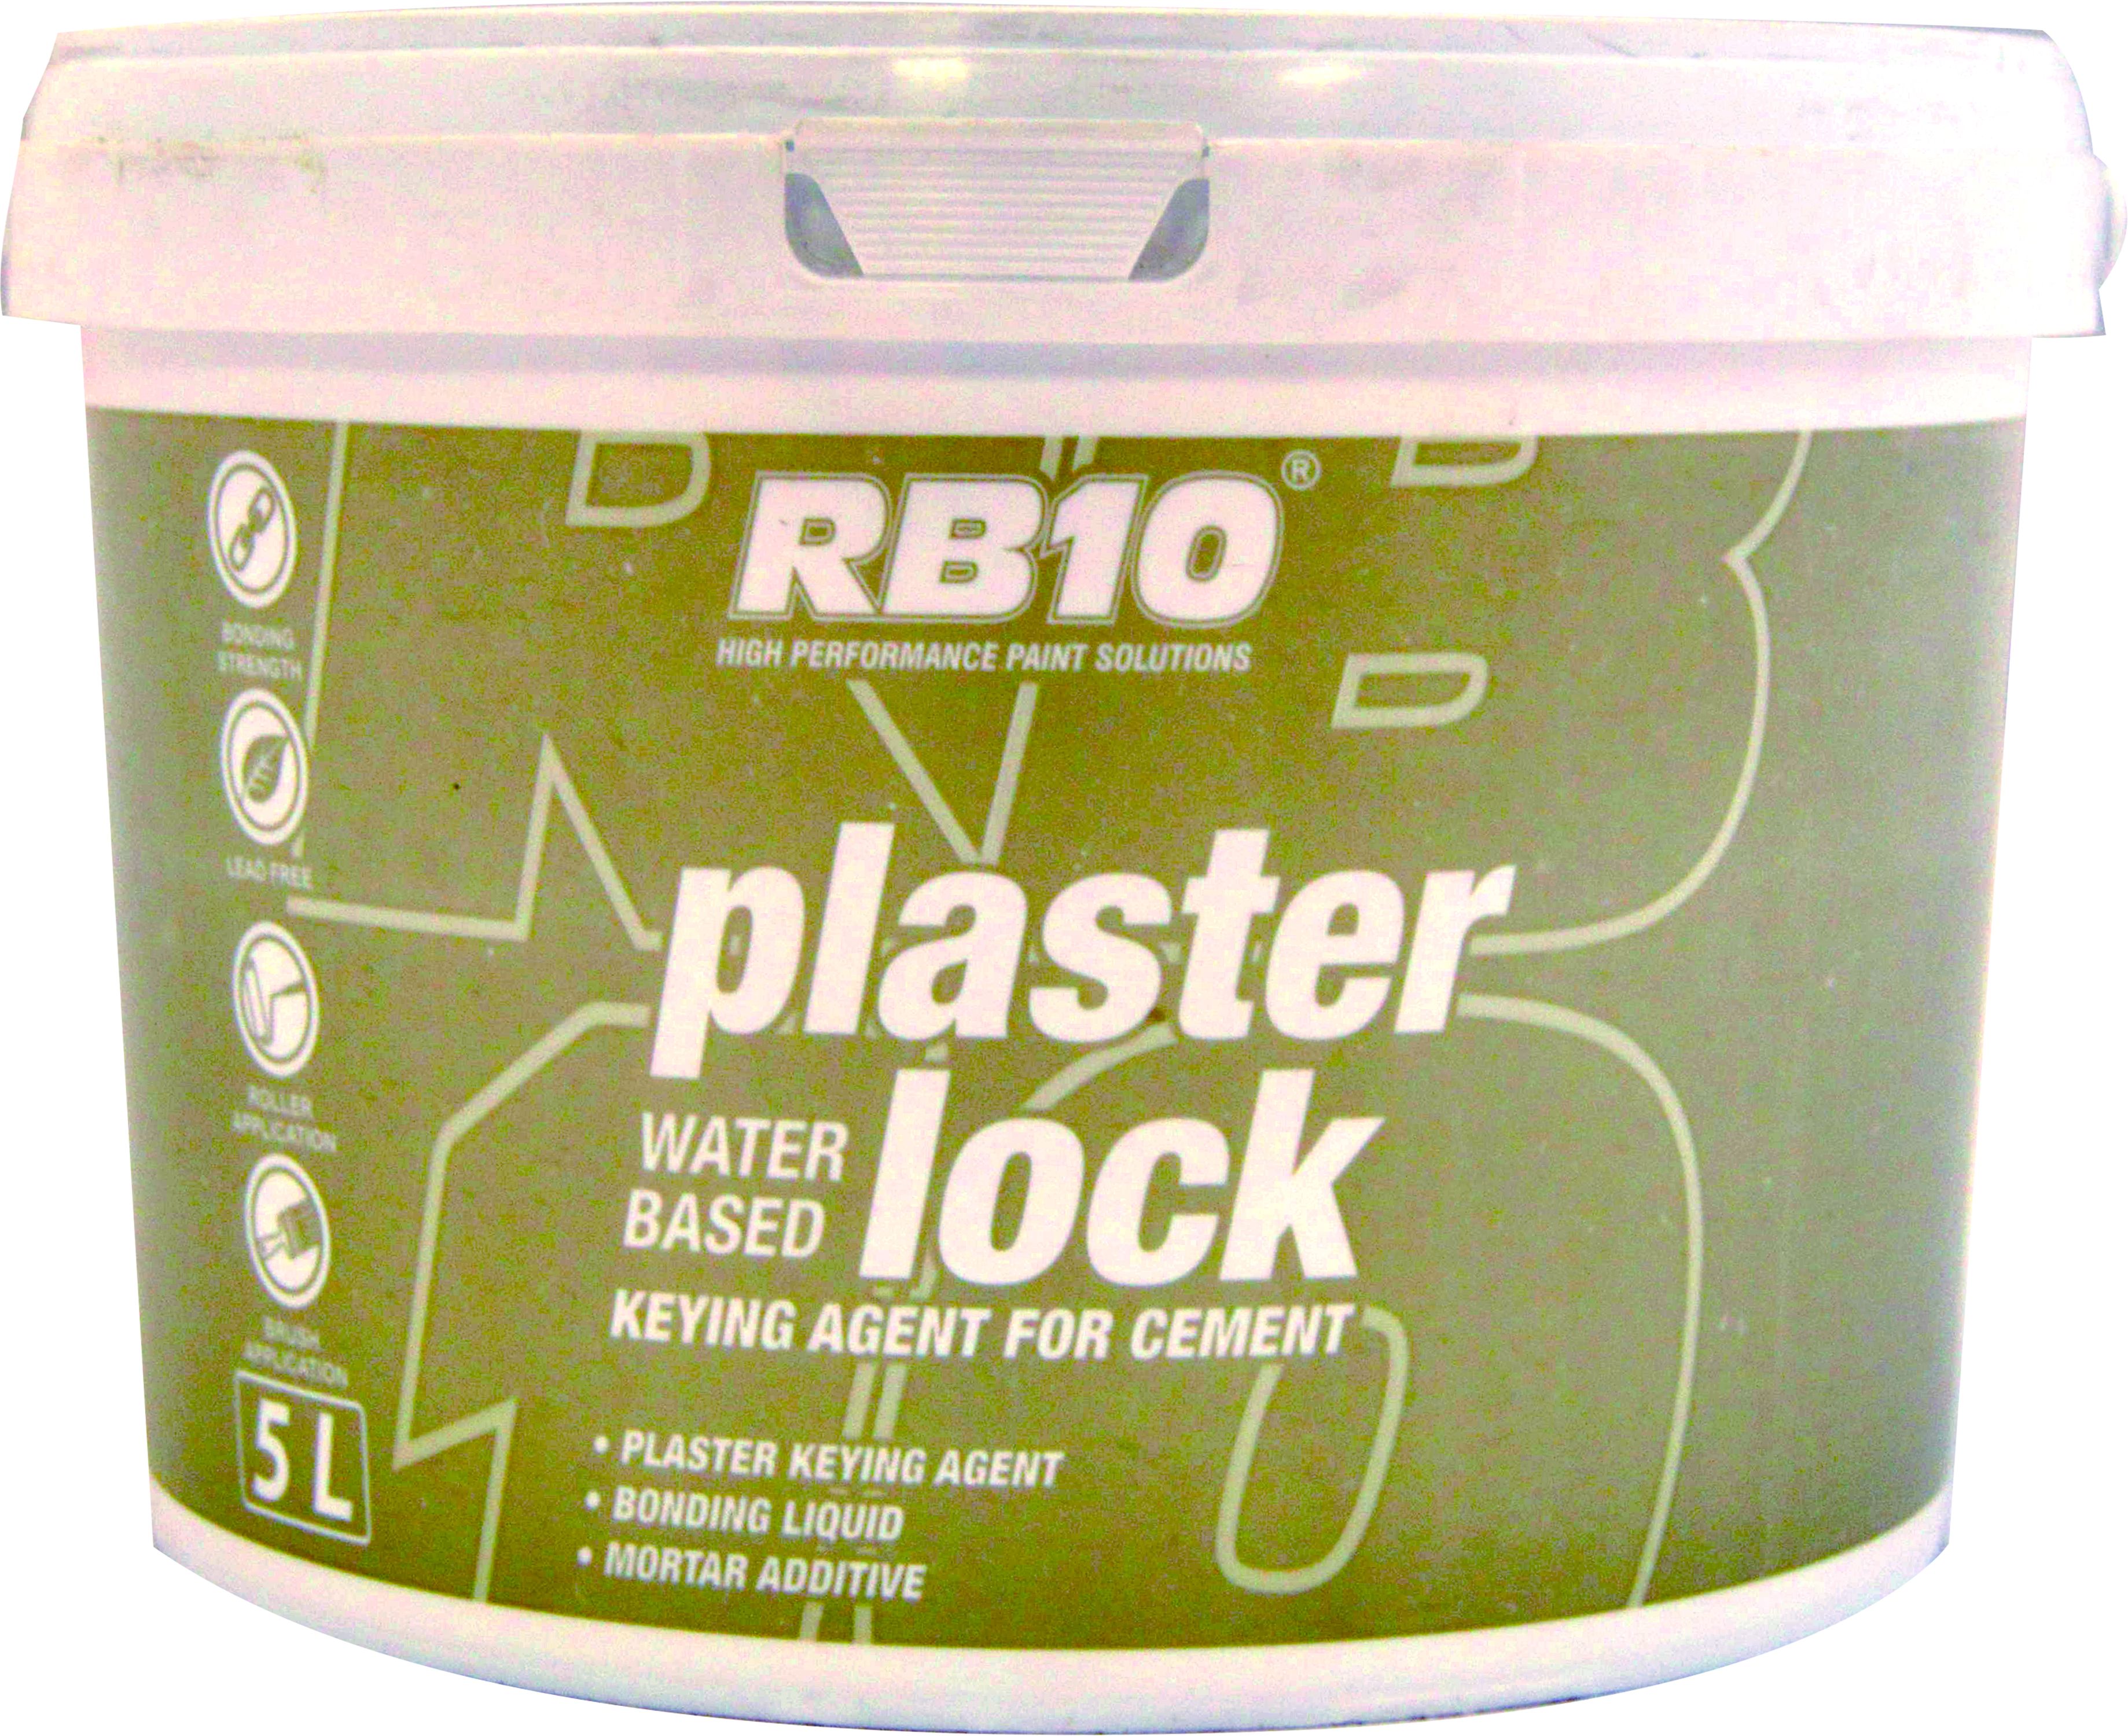 RB10®
HIGH PERFORMANCE PAINT SOLUTIONS
BONDING
STRENGTH
LEAD FREE
ROLLER
APPLICATION
BRUSH
APPLICATION
5 L
plaster
WATER
BASED
lock
KEYING AGENT FOR CEMENT
• PLASTER KEYING AGENT
• BONDING LIQUID
• MORTAR ADDITIVE